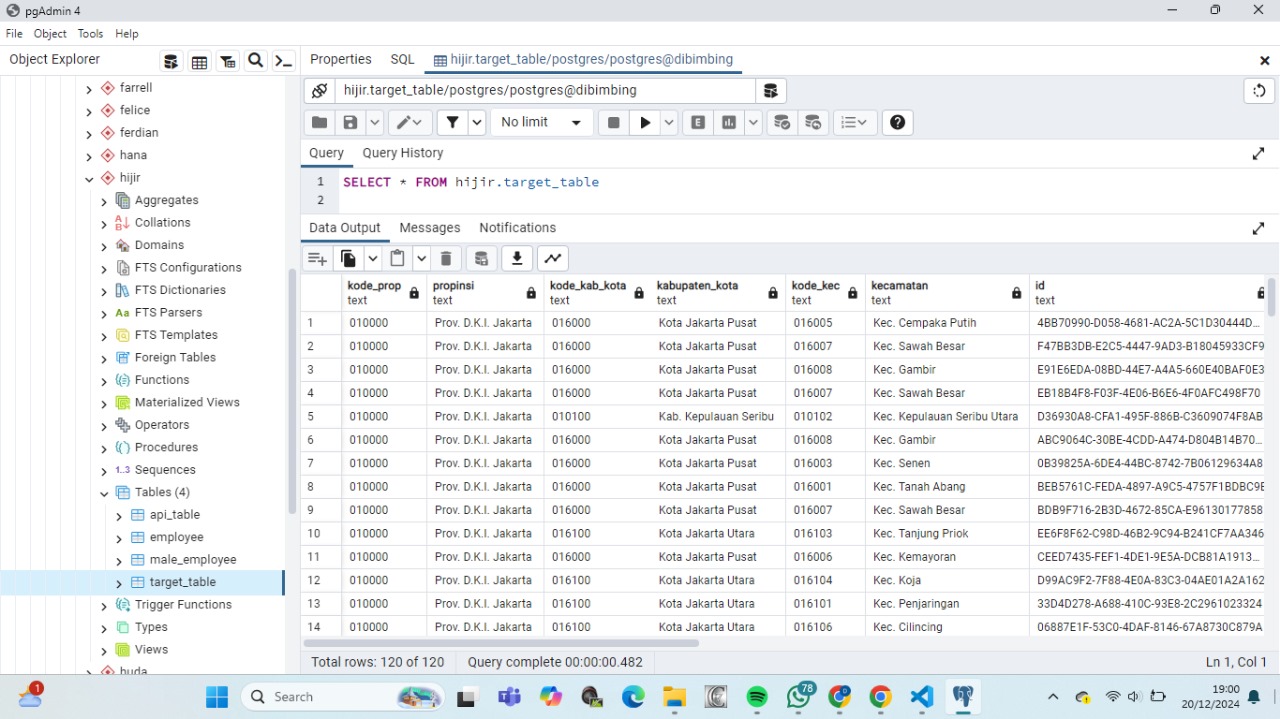 pgAdmin 4
File Object Tools Help
Object Explorer
Properties SQL hijir.target_table/postgres/postgres@dibimbing
farrell
felice
ferdian
hana
hijir
Aggregates
Collations
Domains
FTS Configurations
FTS Dictionaries
FTS Parsers
FTS Templates
Foreign Tables
Functions
Materialized Views
Operators
Procedures
1..3 Sequences
Tables (4)
api_table
employee
male_employee
target_table
Trigger Functions
Types
Views
huda
hijir.target_table/postgres/postgres@dibimbing
No limit
Query Query History
1 SELECT * FROM hijir.target_table
2
Data Output Messages Notifications
kode_prop propinsi kode_kab_kota kabupaten_kota kode_kec kecamatan id
text text text text text text text
1 010000 Prov. D.K.I. Jakarta 016000 Kota Jakarta Pusat 016005 Kec. Cempaka Putih 4BB70990-D058-4681-AC2A-5C1D30444D...
2 010000 Prov. D.K.I. Jakarta 016000 Kota Jakarta Pusat 016007 Kec. Sawah Besar F47BB3DB-E2C5-4447-9AD3-B18045933CF9
3 010000 Prov. D.K.I. Jakarta 016000 Kota Jakarta Pusat 016008 Kec. Gambir E91E6EDA-08BD-44E7-A4A5-660E40BAF0E3
4 010000 Prov. D.K.I. Jakarta 016000 Kota Jakarta Pusat 016007 Kec. Sawah Besar EB18B4F8-F03F-4E06-B6E6-4F0AFC498F70
5 010000 Prov. D.K.I. Jakarta 010100 Kab. Kepulauan Seribu 010102 Kec. Kepulauan Seribu Utara D36930A8-CFA1-495F-886B-C3609074F8AB
6 010000 Prov. D.K.I. Jakarta 016000 Kota Jakarta Pusat 016008 Kec. Gambir ABC9064C-30BE-4CDD-A474-D804B14B70...
7 010000 Prov. D.K.I. Jakarta 016000 Kota Jakarta Pusat 016003 Kec. Senen 0B39825A-6DE4-44BC-8742-7B06129634A8
8 010000 Prov. D.K.I. Jakarta 016000 Kota Jakarta Pusat 016001 Kec. Tanah Abang BEB5761C-FEDA-4897-A9C5-4757F1BDBC9E
9 010000 Prov. D.K.I. Jakarta 016000 Kota Jakarta Pusat 016007 Kec. Sawah Besar BDB9F716-2B3D-4672-85CA-E96130177858
10 010000 Prov. D.K.I. Jakarta 016100 Kota Jakarta Utara 016103 Kec. Tanjung Priok EE6F8F62-C98D-46B2-9C94-B241CF7AA346
11 010000 Prov. D.K.I. Jakarta 016000 Kota Jakarta Pusat 016006 Kec. Kemayoran CEED7435-FEF1-4DE1-9E5A-DCB81A1913...
12 010000 Prov. D.K.I. Jakarta 016100 Kota Jakarta Utara 016104 Kec. Koja D99AC9F2-7F88-4E0A-83C3-04AE01A2A162
13 010000 Prov. D.K.I. Jakarta 016100 Kota Jakarta Utara 016101 Kec. Penjaringan 33D4D278-A688-410C-93E8-2C2961023324
14 010000 Prov. D.K.I. Jakarta 016100 Kota Jakarta Utara 016106 Kec. Cilincing 06887E1F-53C0-4DAF-8146-67A8730C879A
Total rows: 120 of 120 Query complete 00:00:00.482 Ln 1, Col 1
1 Search 78 19:00
20/12/2024